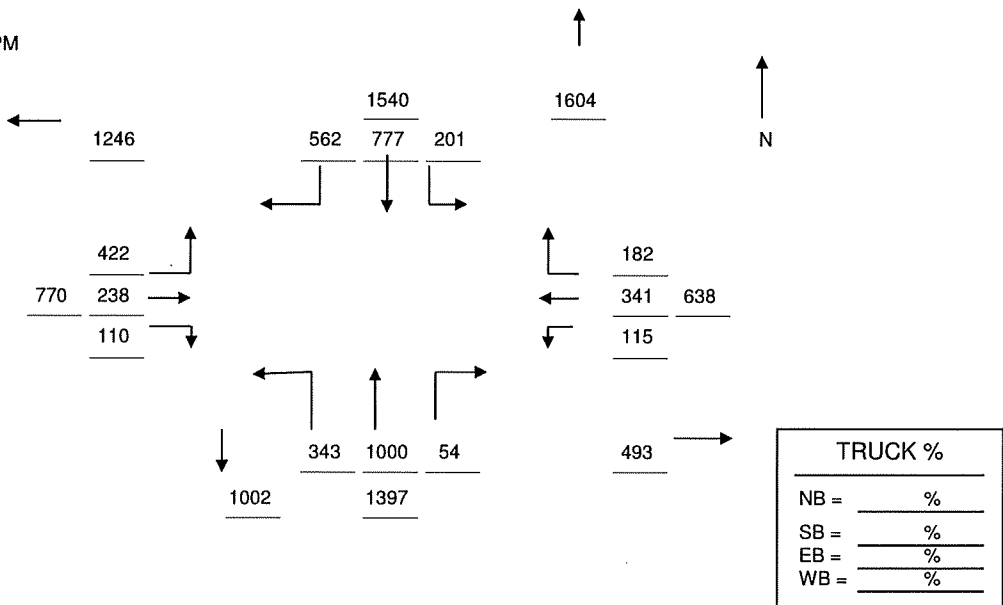 PM
1540
1604
1246
562 777 201
N
422
182
770 238
341 638
110
115
343 1000 54
493
1002
1397
TRUCK %
NB = %
SB = %
EB = %
WB = %